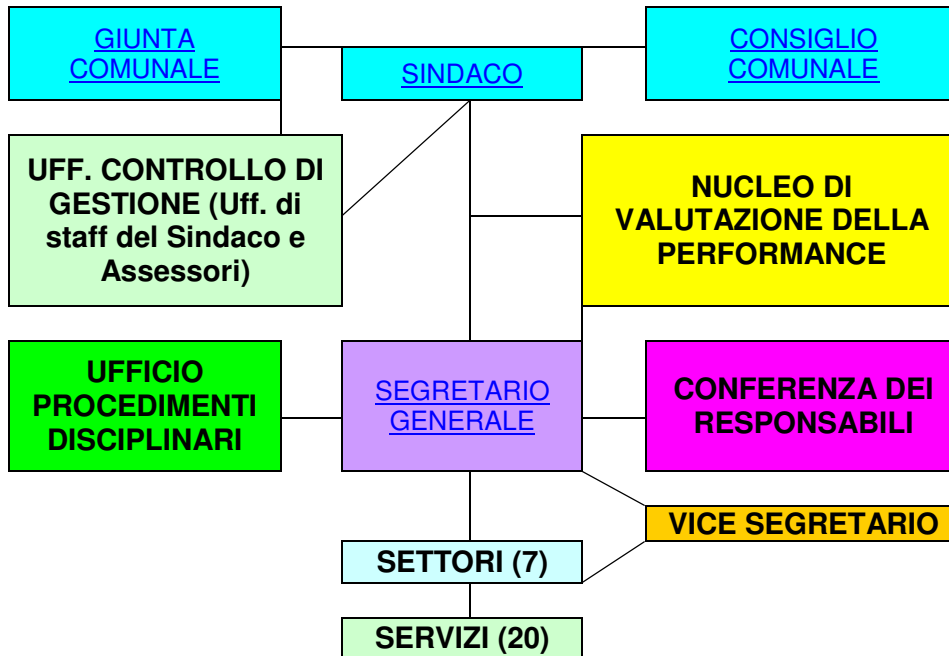 GIUNTA
COMUNALE
SINDACO
CONSIGLIO
COMUNALE
UFF. CONTROLLO DI
GESTIONE (Uff. di
staff del Sindaco e
Assessori)
NUCLEO DI
VALUTAZIONE DELLA
PERFORMANCE
UFFICIO
PROCEDIMENTI
DISCIPLINARI
SEGRETARIO
GENERALE
CONFERENZA DEI
RESPONSABILI
VICE SEGRETARIO
SETTORI (7)
SERVIZI (20)